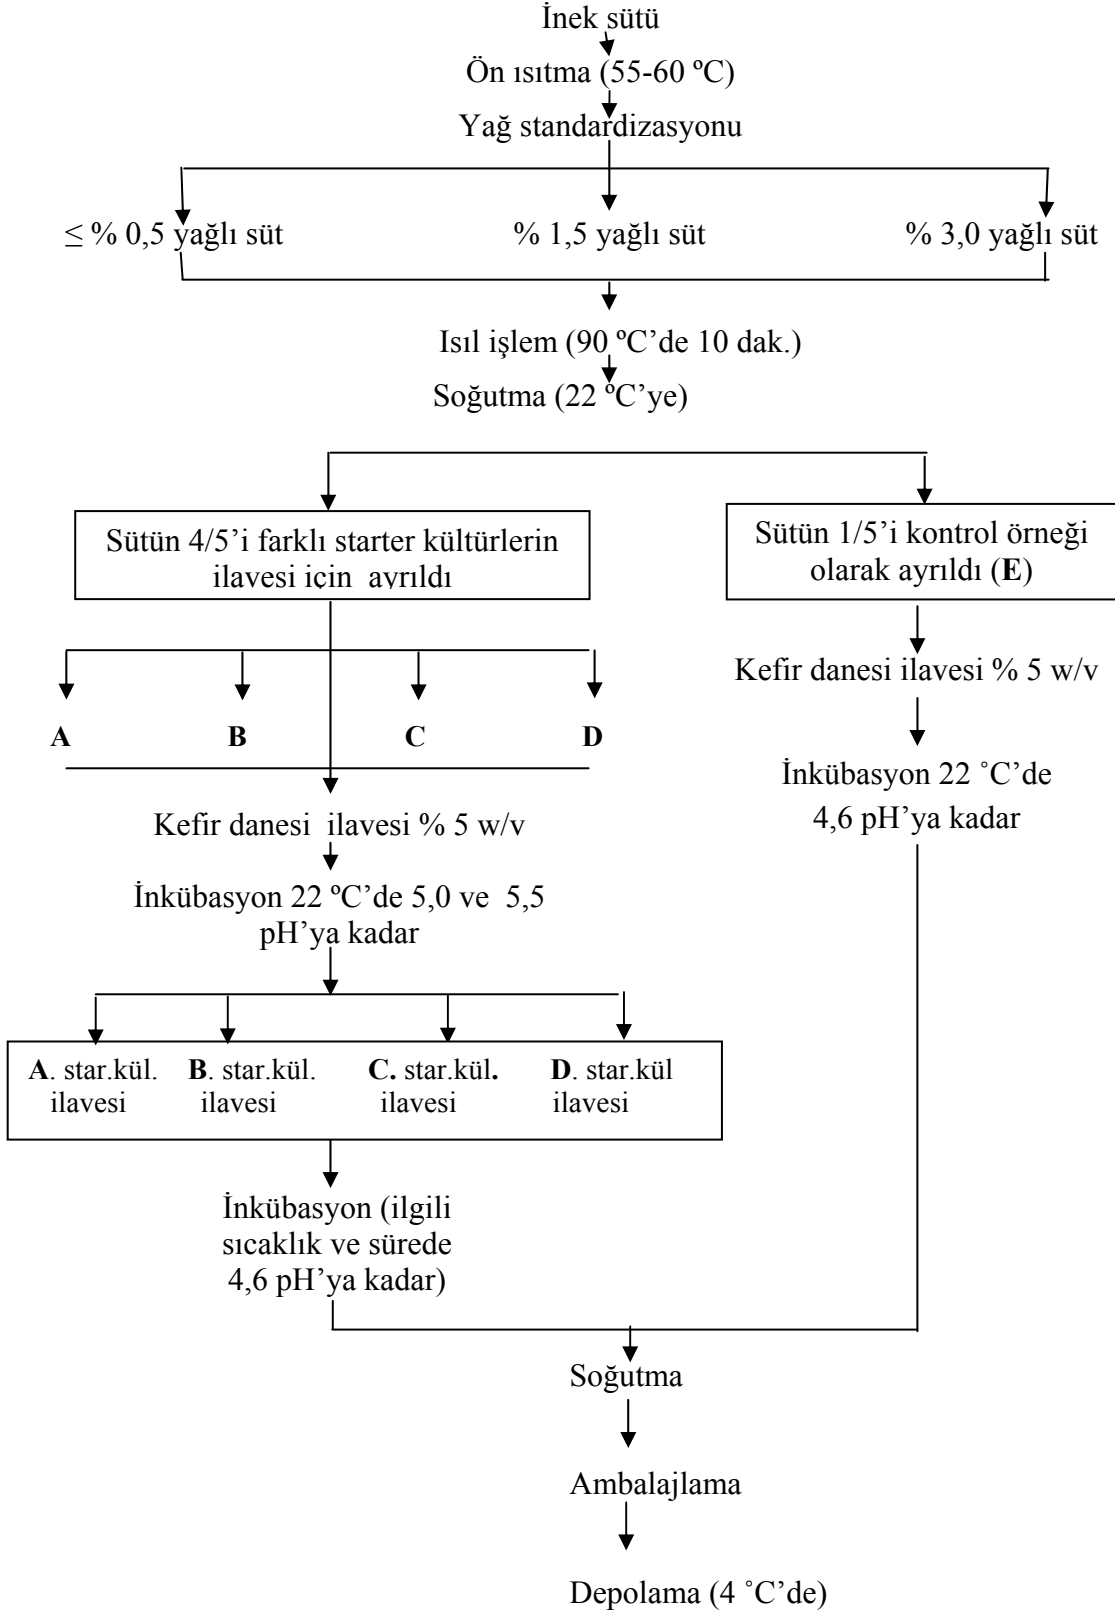 İnek sütü
Ön ısıtma (55-60 ºC)
Yağ standardizasyonu
≤ % 0,5 yağlı süt
% 1,5 yağlı süt
% 3,0 yağlı süt
Isıl işlem (90 ºC’de 10 dak.)
Soğutma (22 ºC’ye)
Sütün 4/5’i farklı starter kültürlerin
ilavesi için ayrıldı
Sütün 1/5’i kontrol örneği
olarak ayrıldı (E)
A
B
C
D
Kefir danesi ilavesi % 5 w/v
İnkübasyon 22 ˚C’de
4,6 pH’ya kadar
Kefir danesi ilavesi % 5 w/v
İnkübasyon 22 ºC’de 5,0 ve 5,5
pH’ya kadar
A. star.kül.
ilavesi
B. star.kül.
ilavesi
C. star.kül.
ilavesi
D. star.kül
ilavesi
İnkübasyon (ilgili
sıcaklık ve sürede
4,6 pH’ya kadar)
Soğutma
Ambalajlama
Depolama (4 ˚C’de)